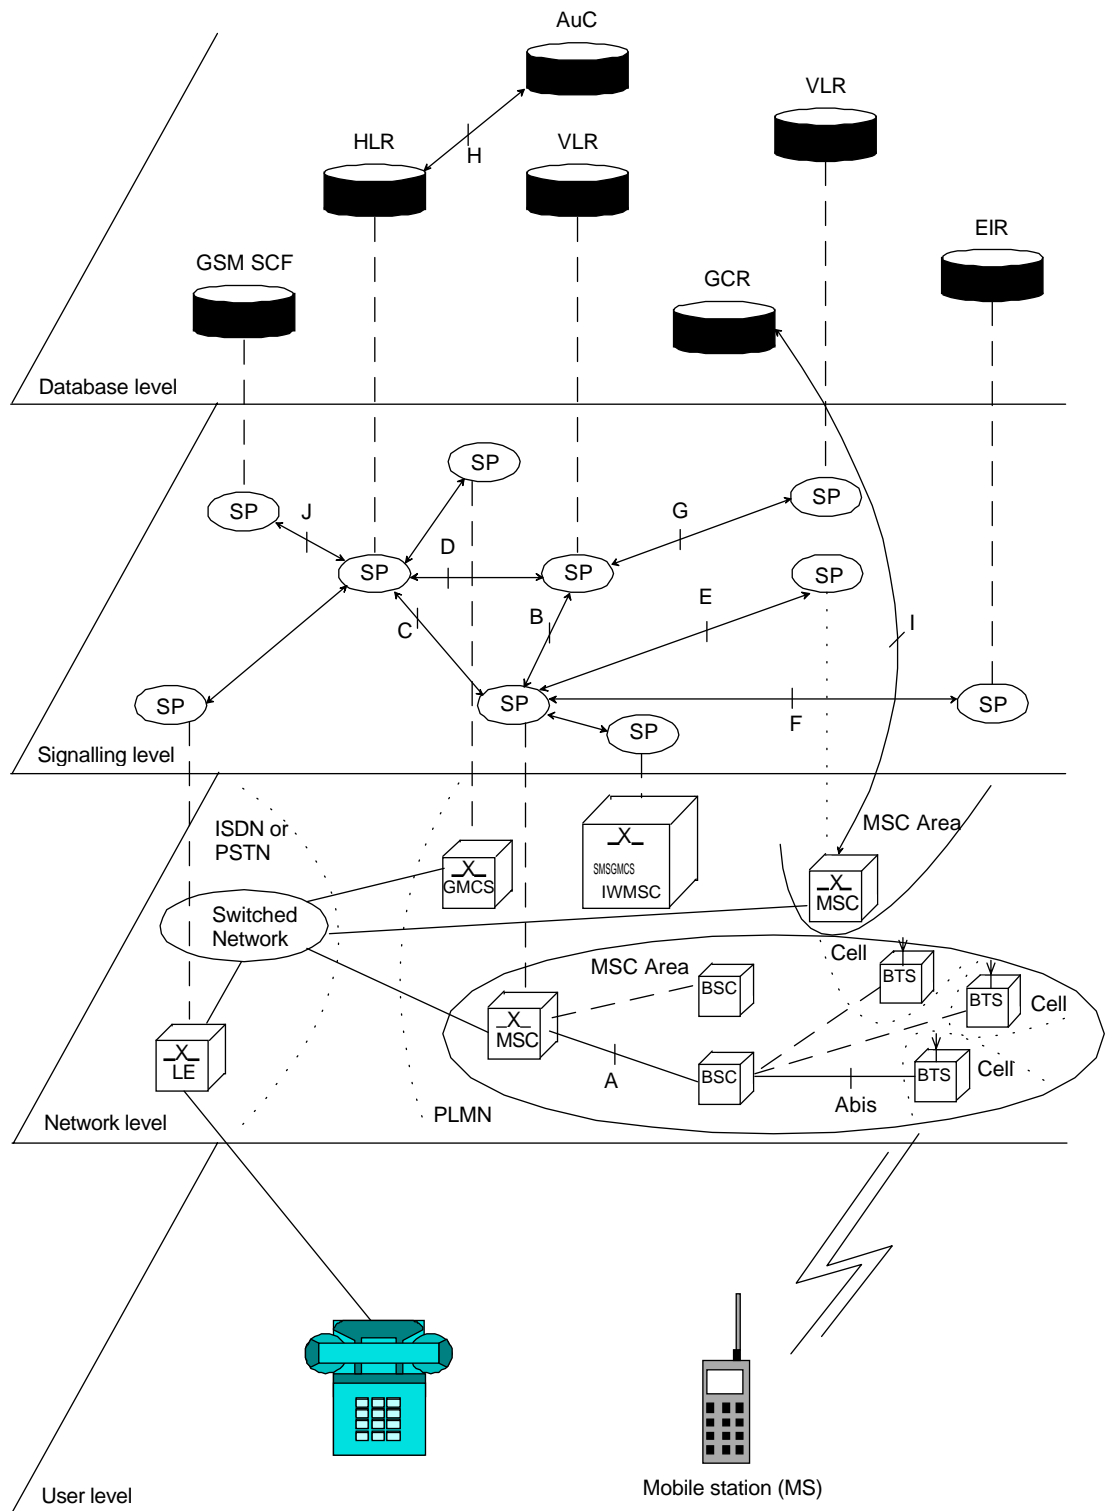 AuC
VLR
HLR
H
VLR
EIR
GSM SCF
GCR
Database level
SP
SP
J
G
SP
D
SP
SP
SP
E
B
C
I
SP
SP
F
SP
SP
Signalling level
ISDN or
PSTN
MSC Area
X
X
SMSGMCS
X
GMCS
IWMSC
MSC
Switched
Network
Cell
MSC Area
BSC
BTS
BTS
Cell
X
MSC
X
LE
A
BSC
BTS
Cell
Abis
PLMN
Network level
Mobile station (MS)
User level